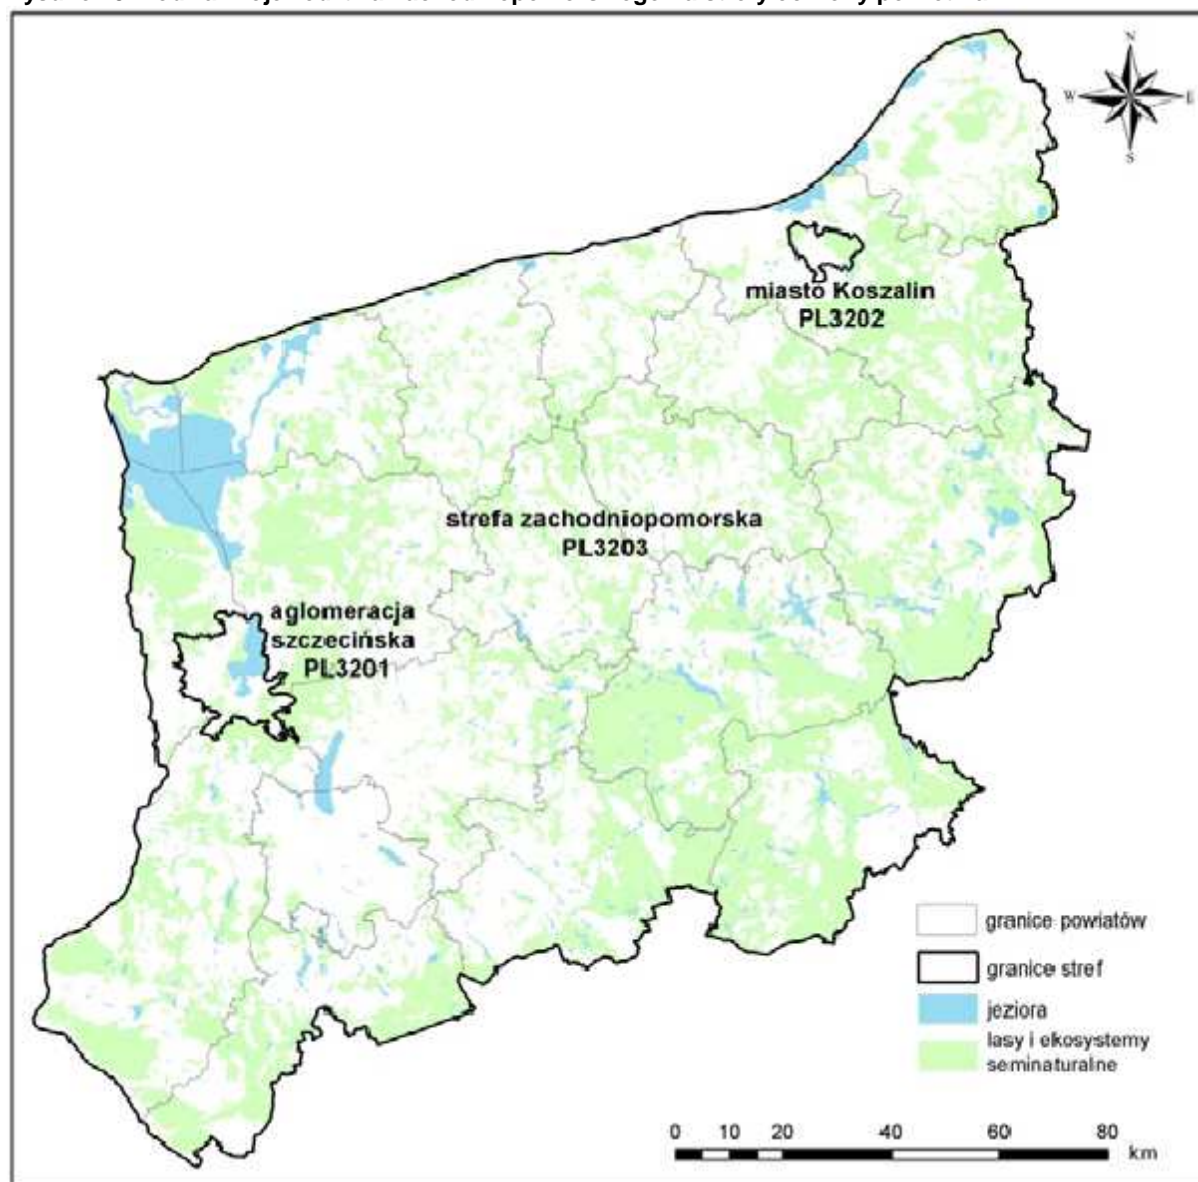 N
W E
S
miasto Koszalin
PL3202
strefa zachodniopomorska
PL3203
aglomeracja
szczecińska
PL3201
granice powiatów
granice stref
jeziora
lasy i ekosystemy
seminaturalne
0 10 20 40 60 80
km